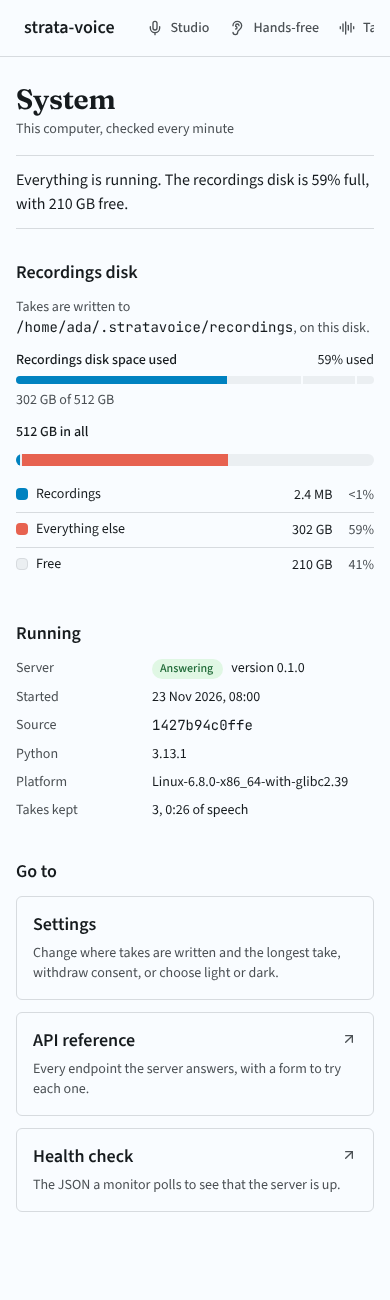 strata-voice Studio Hands-free
System
This computer, checked every minute
Everything is running. The recordings disk is 59% full,
with 210 GB free.
Recordings disk
Takes are written to
/home/ada/.stratavoice/recordings, on this disk.
Recordings disk space used 59% used
302 GB of 512 GB
512 GB in all
Recordings 2.4 MB <1%
Everything else 302 GB 59%
Free 210 GB 41%
Running
Server Answering version 0.1.0
Started 23 Nov 2026, 08:00
Source 1427b94c0ffe
Python 3.13.1
Platform Linux-6.8.0-x86_64-with-glibc2.39
Takes kept 3, 0:26 of speech
Go to
Settings
Change where takes are written and the longest take,
withdraw consent, or choose light or dark.
API reference
Every endpoint the server answers, with a form to try
each one.
Health check
The JSON a monitor polls to see that the server is up.